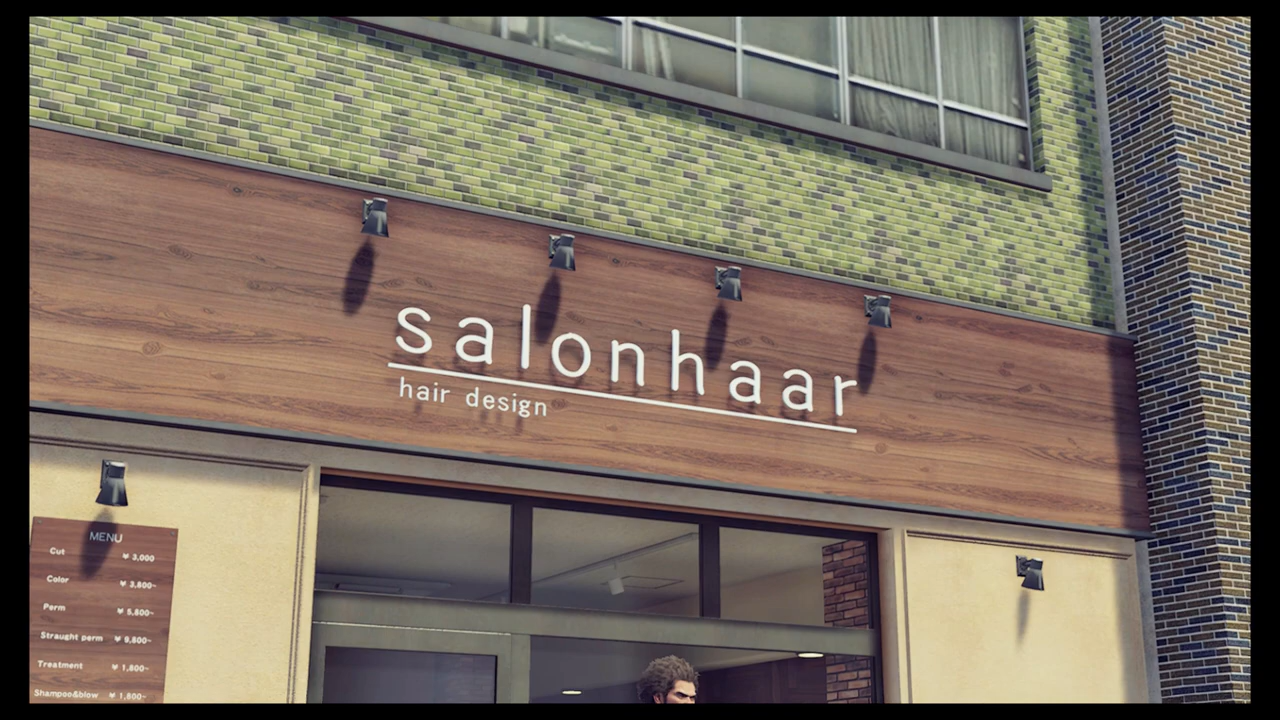 salonhaar
hair design
MENU
Cut ¥ 3,000
Color ¥ 3,800~
Perm ¥ 5,800~
Straught perm ¥ 9,800~
Treatment ¥ 1,800~
Shampoo&blow ¥ 1,800~